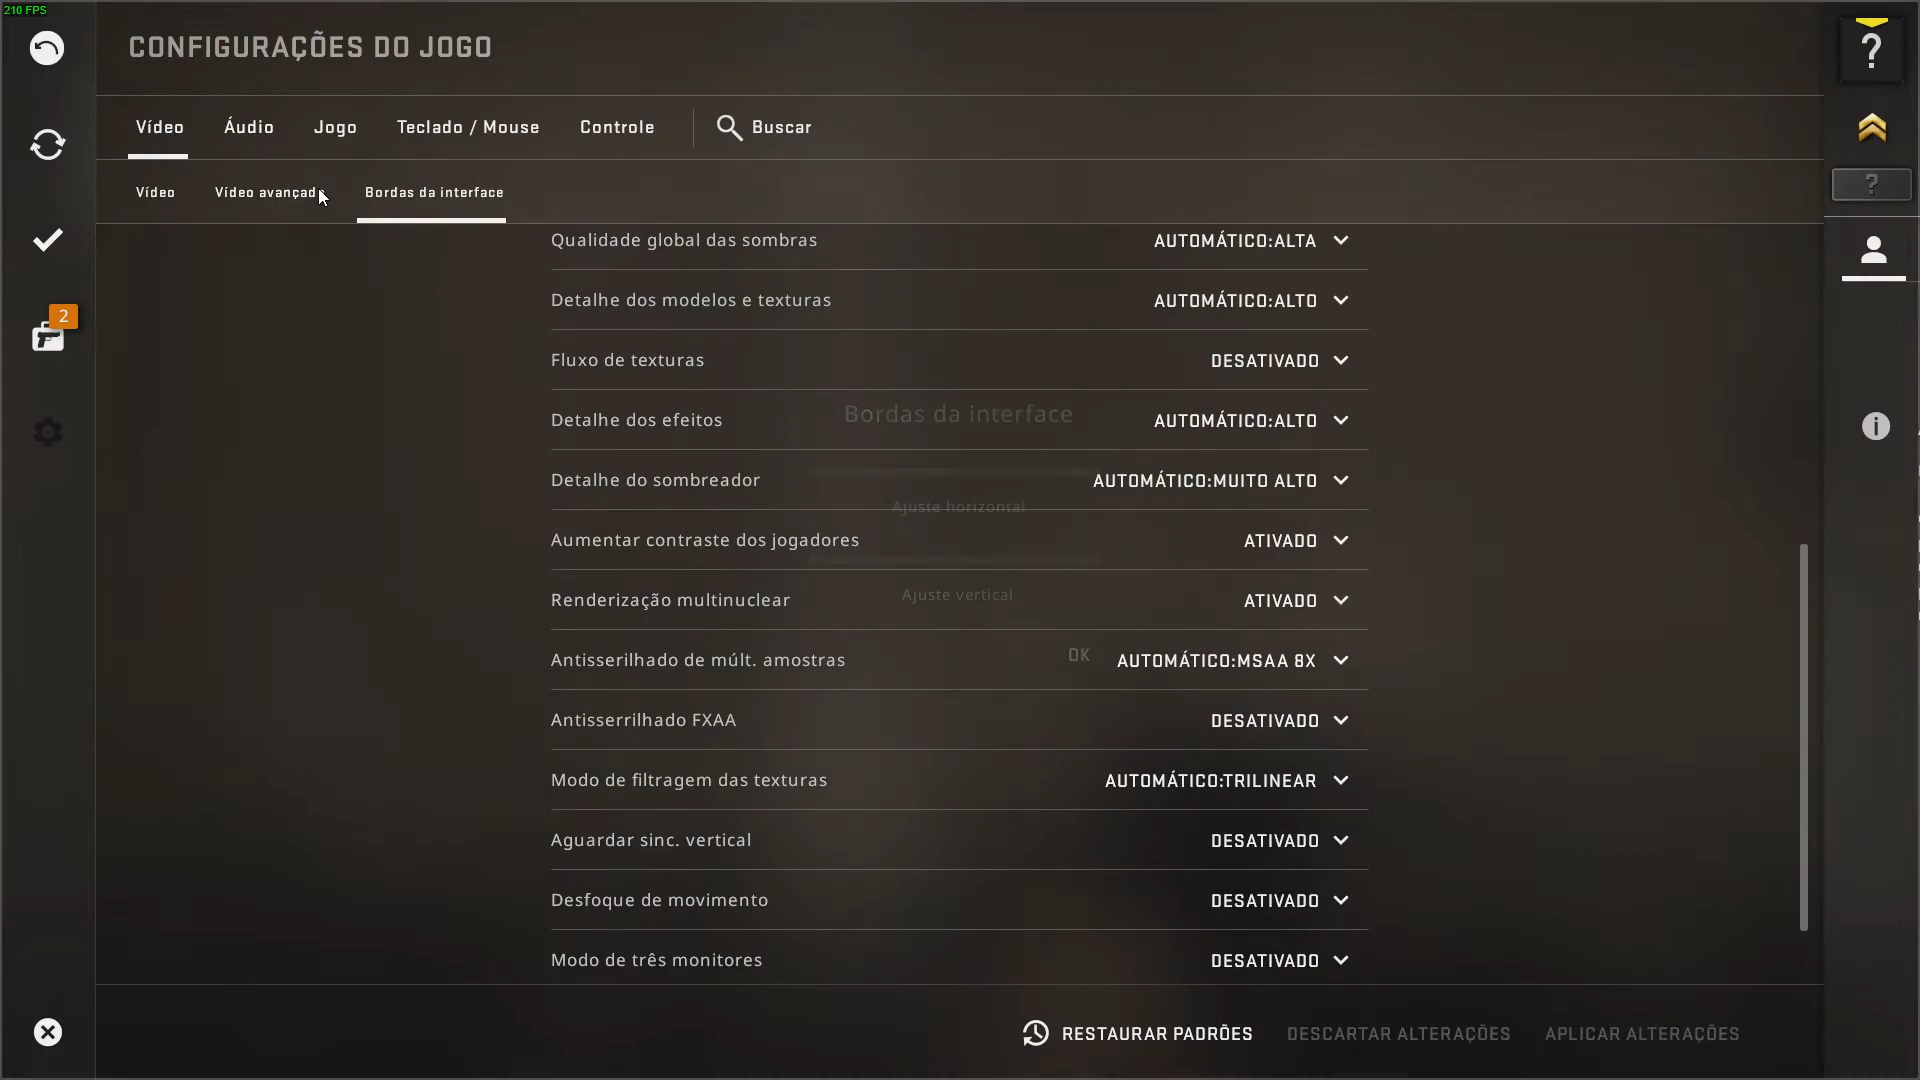 210 FPS
CONFIGURAÇÕES DO JOGO
?
Vídeo Áudio Jogo Teclado / Mouse Controle Buscar
?
Vídeo Vídeo avançado Bordas da interface
Qualidade global das sombras AUTOMÁTICO:ALTA
Detalhe dos modelos e texturas AUTOMÁTICO:ALTO
2
Fluxo de texturas DESATIVADO
Bordas da interface
Detalhe dos efeitos AUTOMÁTICO:ALTO
Detalhe do sombreador AUTOMÁTICO:MUITO ALTO
Ajuste horizontal
Aumentar contraste dos jogadores ATIVADO
Renderização multinuclear ATIVADO
Ajuste vertical
Antisserilhado de múlt. amostras AUTOMÁTICO:MSAA 8X
OK
Antisserrilhado FXAA DESATIVADO
Modo de filtragem das texturas AUTOMÁTICO:TRILINEAR
Aguardar sinc. vertical DESATIVADO
Desfoque de movimento DESATIVADO
Modo de três monitores DESATIVADO
RESTAURAR PADRÕES DESCARTAR ALTERAÇÕES APLICAR ALTERAÇÕES